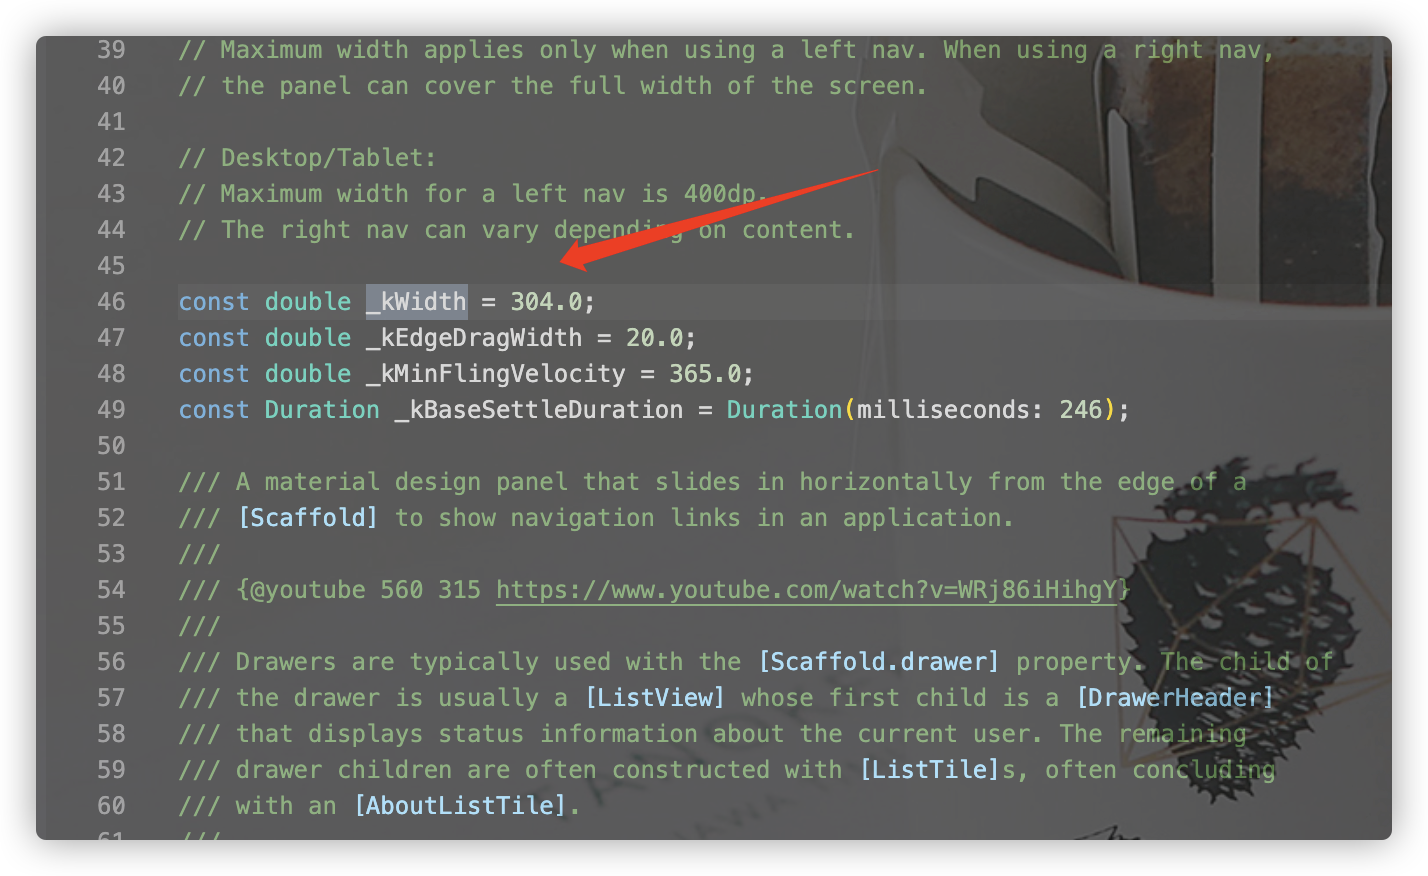 39 // Maximum width applies only when using a left nav. When using a right nav,
40 // the panel can cover the full width of the screen.
41
42 // Desktop/Tablet:
43 // Maximum width for a left nav is 400dp.
44 // The right nav can vary depending on content.
45
46 const double _kWidth = 304.0;
47 const double _kEdgeDragWidth = 20.0;
48 const double _kMinFlingVelocity = 365.0;
49 const Duration _kBaseSettleDuration = Duration(milliseconds: 246);
50
51 /// A material design panel that slides in horizontally from the edge of a
52 /// [Scaffold] to show navigation links in an application.
53 ///
54 /// {@youtube 560 315 https://www.youtube.com/watch?v=WRj86iHihgY}
55 ///
56 /// Drawers are typically used with the [Scaffold.drawer] property. The child of
57 /// the drawer is usually a [ListView] whose first child is a [DrawerHeader]
58 /// that displays status information about the current user. The remaining
59 /// drawer children are often constructed with [ListTile]s, often concluding
60 /// with an [AboutListTile].
61 ///